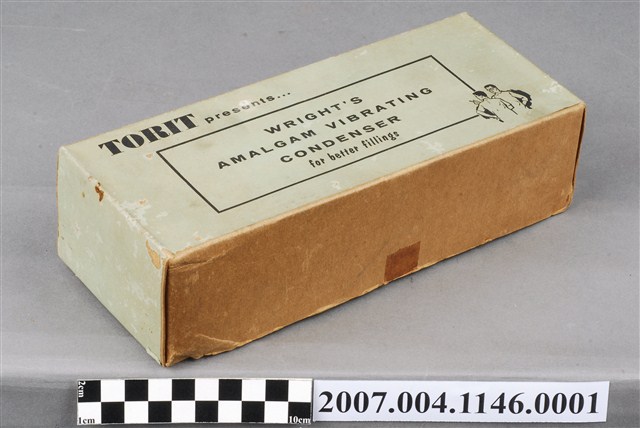 TORIT presents...
WRIGHT'S
AMALGAM VIBRATING
CONDENSER
for better fillings
2cm
1cm 10cm
2007.004.1146.0001